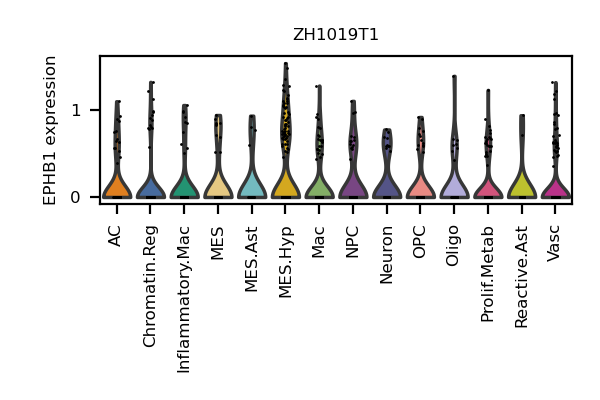 ZH1019T1
EPHB1 expression
1
0
AC
Chromatin.Reg
Inflammatory.Mac
MES
MES.Ast
MES.Hyp
Mac
NPC
Neuron
OPC
Oligo
Prolif.Metab
Reactive.Ast
Vasc